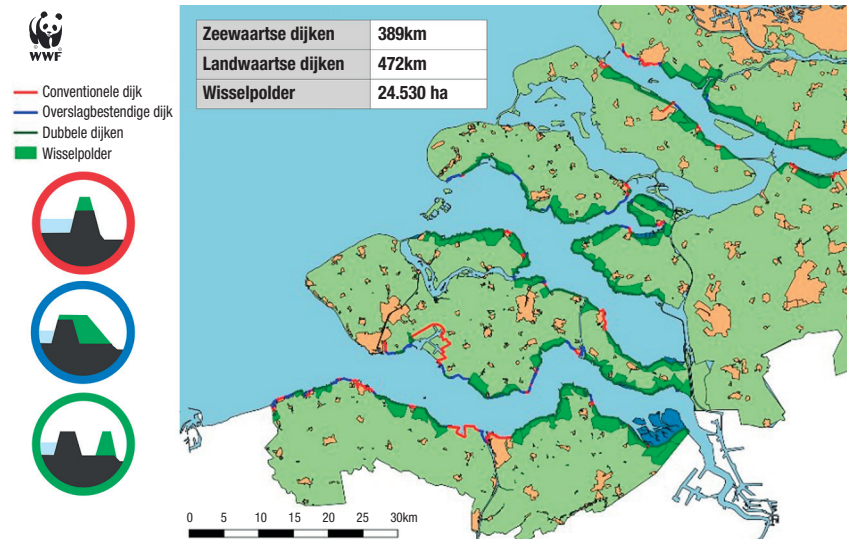 WWF
Conventionele dijk
Overslagbestendige dijk
Dubbele dijken
Wisselpolder
Zeewaartse dijken 389km
Landwaartse dijken 472km
Wisselpolder 24.530 ha
0 5 10 15 20 25 30km